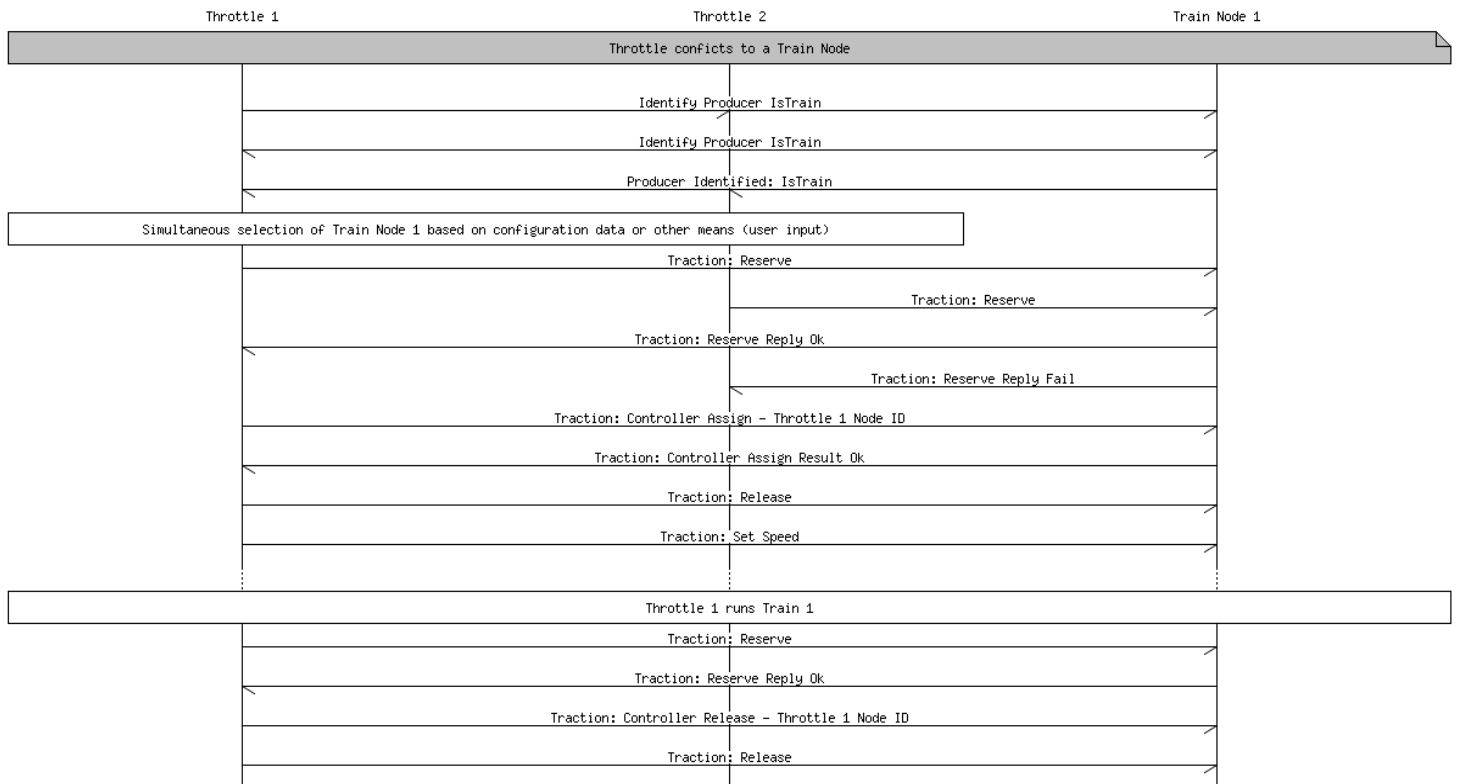 Throttle 1
Throttle 2
Train Node 1
Throttle conficts to a Train Node
Identify Producer IsTrain
Identify Producer IsTrain
Producer Identified: IsTrain
Simultaneous selection of Train Node 1 based on configuration data or other means (user input)
Traction: Reserve
Traction: Reserve
Traction: Reserve Reply Ok
Traction: Reserve Reply Fail
Traction: Controller Assign - Throttle 1 Node ID
Traction: Controller Assign Result Ok
Traction: Release
Traction: Set Speed
Throttle 1 runs Train 1
Traction: Reserve
Traction: Reserve Reply Ok
Traction: Controller Release - Throttle 1 Node ID
Traction: Release